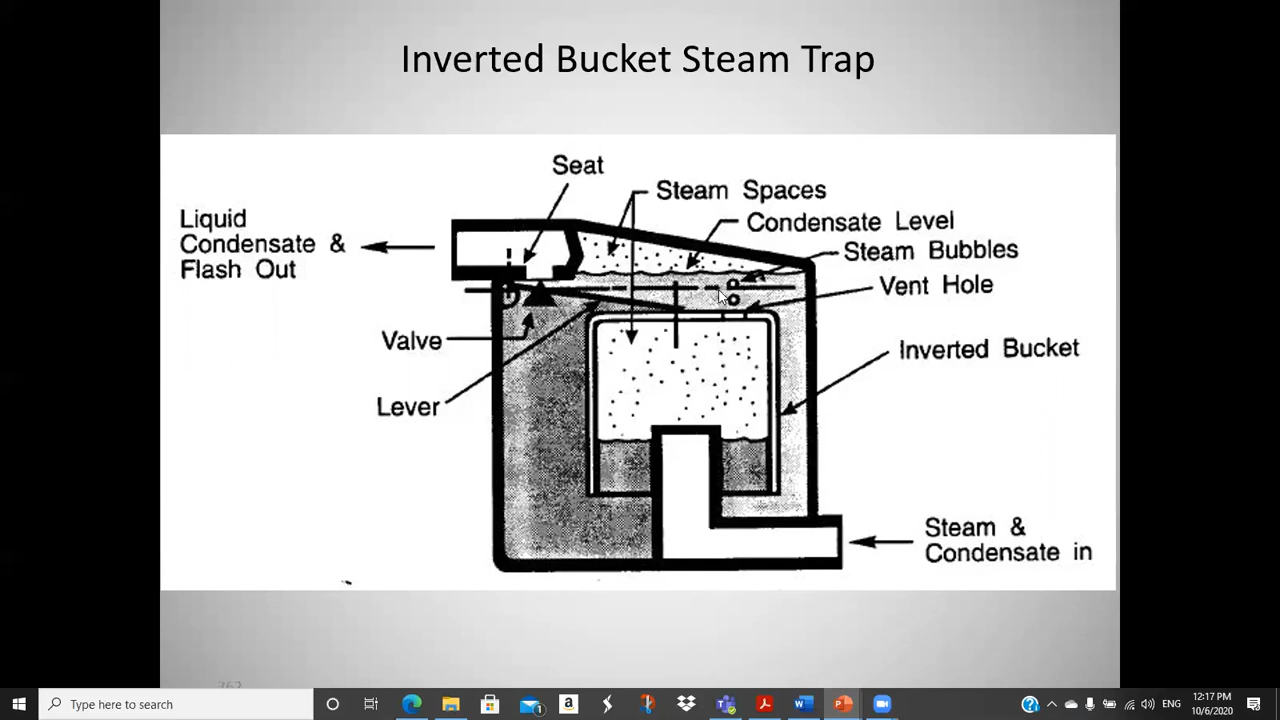 Inverted Bucket Steam Trap
Seat
Steam Spaces
Liquid
Condensate &
Flash Out
Condensate Level
Steam Bubbles
Vent Hole
Valve
Inverted Bucket
Lever
Steam &
Condensate in
362
Type here to search
ENG
12:17 PM
10/6/2020